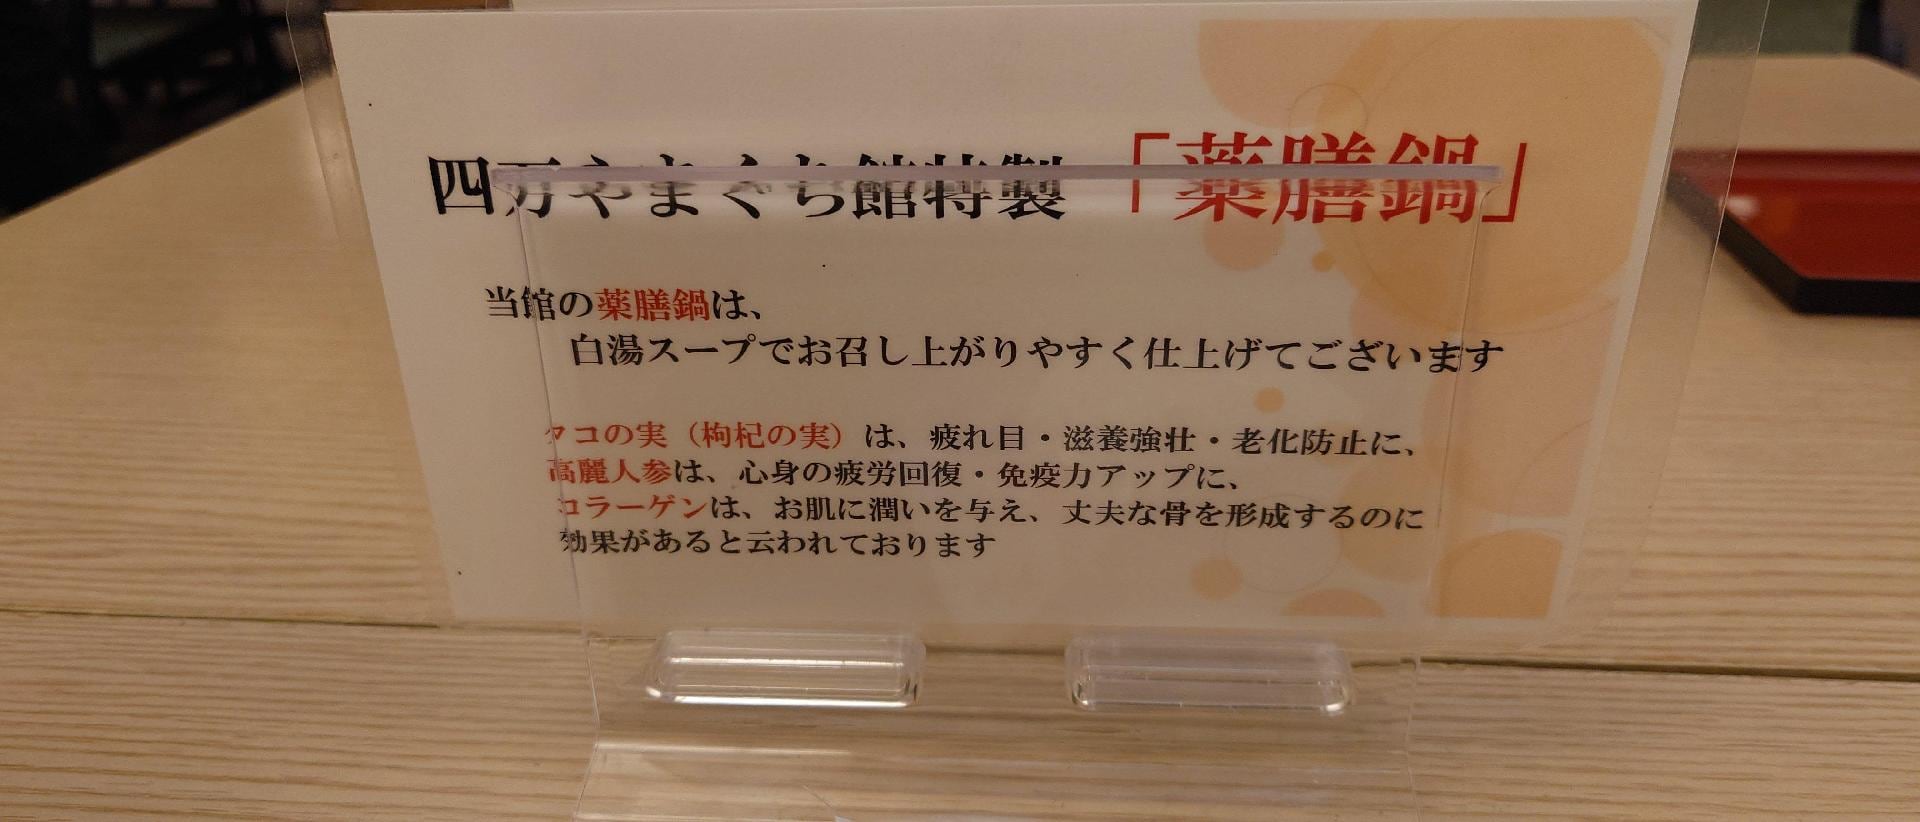 四万やまぐち館特製「薬膳鍋」
当館の薬膳鍋は、
白湯スープでお召し上がりやすく仕上げてございます
クコの実（枸杞の実）は、疲れ目・滋養強壮・老化防止に、
高麗人参は、心身の疲労回復・免疫力アップに、
コラーゲンは、お肌に潤いを与え、丈夫な骨を形成するのに
効果があると云われております